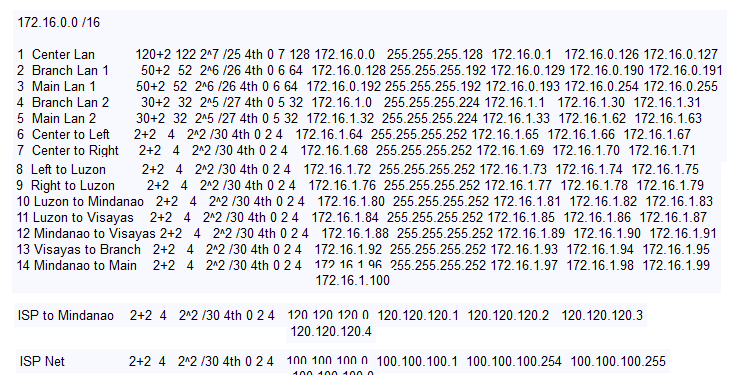 172.16.0.0 /16
1 Center Lan 120+2 122 2^7 /25 4th 0 7 128 172.16.0.0 255.255.255.128 172.16.0.1 172.16.0.126 172.16.0.127
2 Branch Lan 1 50+2 52 2^6 /26 4th 0 6 64 172.16.0.128 255.255.255.192 172.16.0.129 172.16.0.190 172.16.0.191
3 Main Lan 1 50+2 52 2^6 /26 4th 0 6 64 172.16.0.192 255.255.255.192 172.16.0.193 172.16.0.254 172.16.0.255
4 Branch Lan 2 30+2 32 2^5 /27 4th 0 5 32 172.16.1.0 255.255.255.224 172.16.1.1 172.16.1.30 172.16.1.31
5 Main Lan 2 30+2 32 2^5 /27 4th 0 5 32 172.16.1.32 255.255.255.224 172.16.1.33 172.16.1.62 172.16.1.63
6 Center to Left 2+2 4 2^2 /30 4th 0 2 4 172.16.1.64 255.255.255.252 172.16.1.65 172.16.1.66 172.16.1.67
7 Center to Right 2+2 4 2^2 /30 4th 0 2 4 172.16.1.68 255.255.255.252 172.16.1.69 172.16.1.70 172.16.1.71
8 Left to Luzon 2+2 4 2^2 /30 4th 0 2 4 172.16.1.72 255.255.255.252 172.16.1.73 172.16.1.74 172.16.1.75
9 Right to Luzon 2+2 4 2^2 /30 4th 0 2 4 172.16.1.76 255.255.255.252 172.16.1.77 172.16.1.78 172.16.1.79
10 Luzon to Mindanao 2+2 4 2^2 /30 4th 0 2 4 172.16.1.80 255.255.255.252 172.16.1.81 172.16.1.82 172.16.1.83
11 Luzon to Visayas 2+2 4 2^2 /30 4th 0 2 4 172.16.1.84 255.255.255.252 172.16.1.85 172.16.1.86 172.16.1.87
12 Mindanao to Visayas 2+2 4 2^2 /30 4th 0 2 4 172.16.1.88 255.255.255.252 172.16.1.89 172.16.1.90 172.16.1.91
13 Visayas to Branch 2+2 4 2^2 /30 4th 0 2 4 172.16.1.92 255.255.255.252 172.16.1.93 172.16.1.94 172.16.1.95
14 Mindanao to Main 2+2 4 2^2 /30 4th 0 2 4 172.16.1.96 255.255.255.252 172.16.1.97 172.16.1.98 172.16.1.99
172.16.1.100
ISP to Mindanao 2+2 4 2^2 /30 4th 0 2 4 120.120.120.0 120.120.120.1 120.120.120.2 120.120.120.3
120.120.120.4
ISP Net 2+2 4 2^2 /30 4th 0 2 4 100.100.100.0 100.100.100.1 100.100.100.254 100.100.100.255